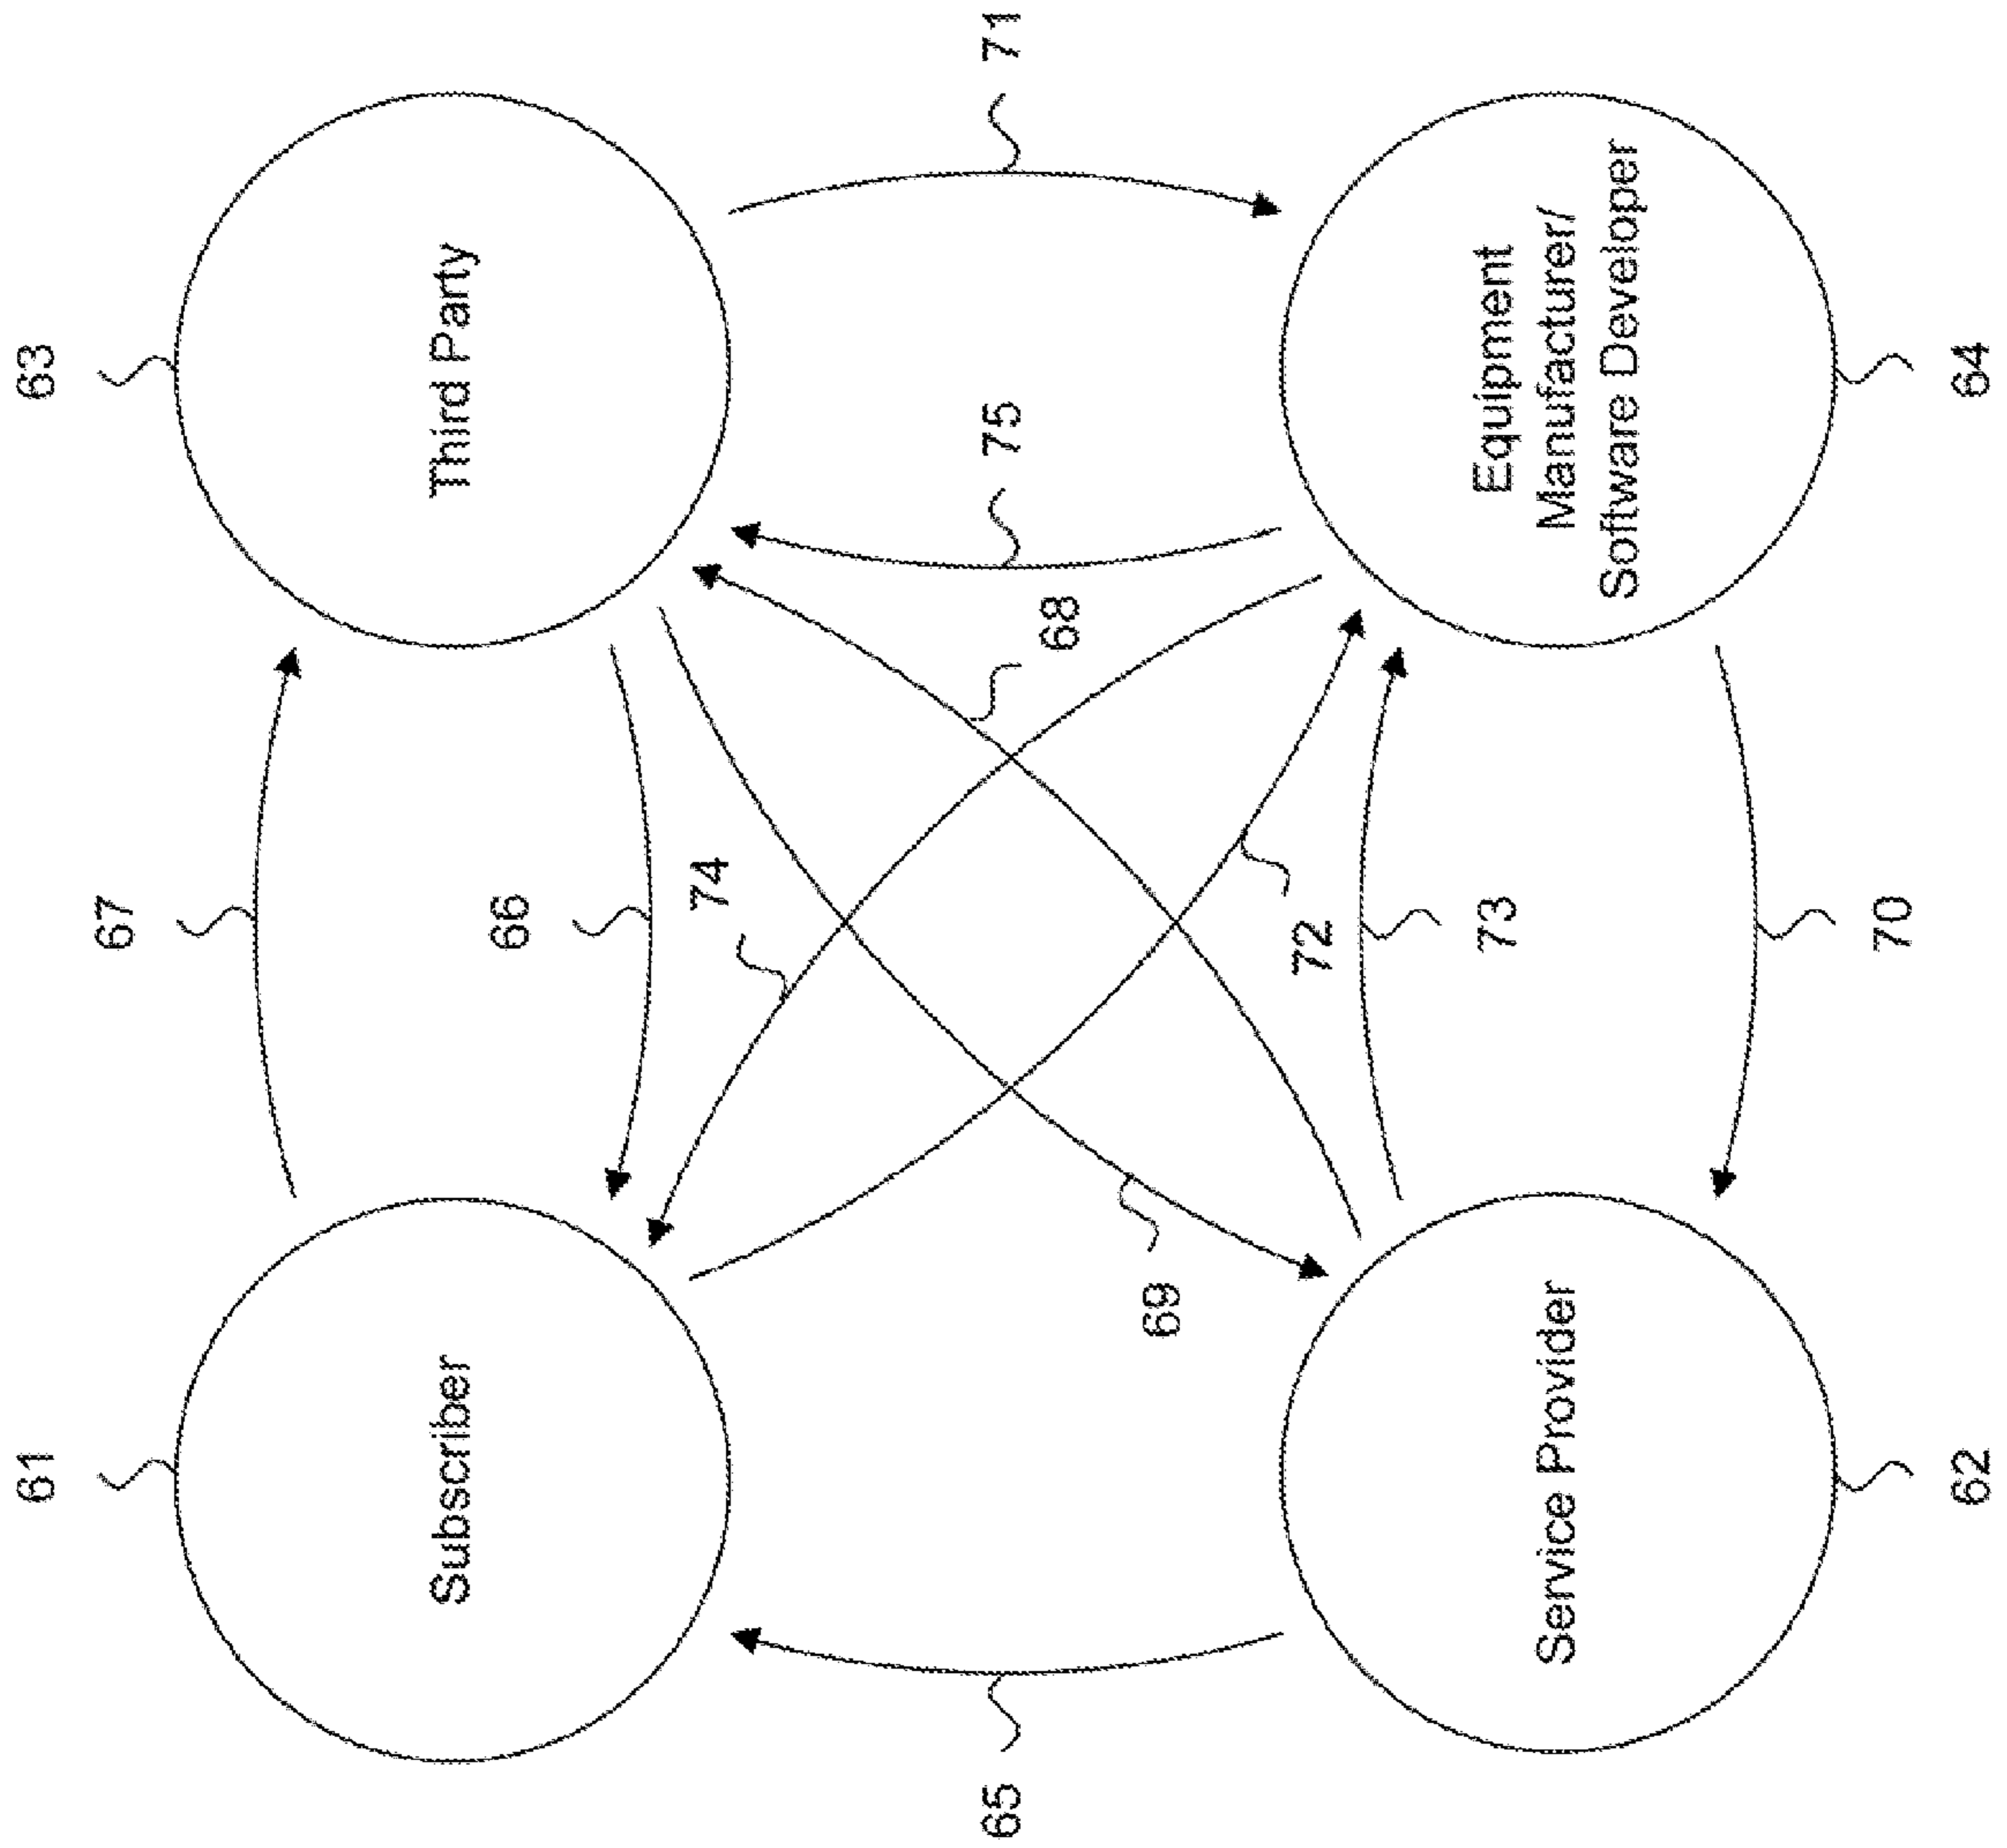 61
63
67
Subscriber
Third Party
66
74
65
75
71
68
69
72
73
Service Provider
Equipment
Manufacturer/
Software Developer
70
62
64